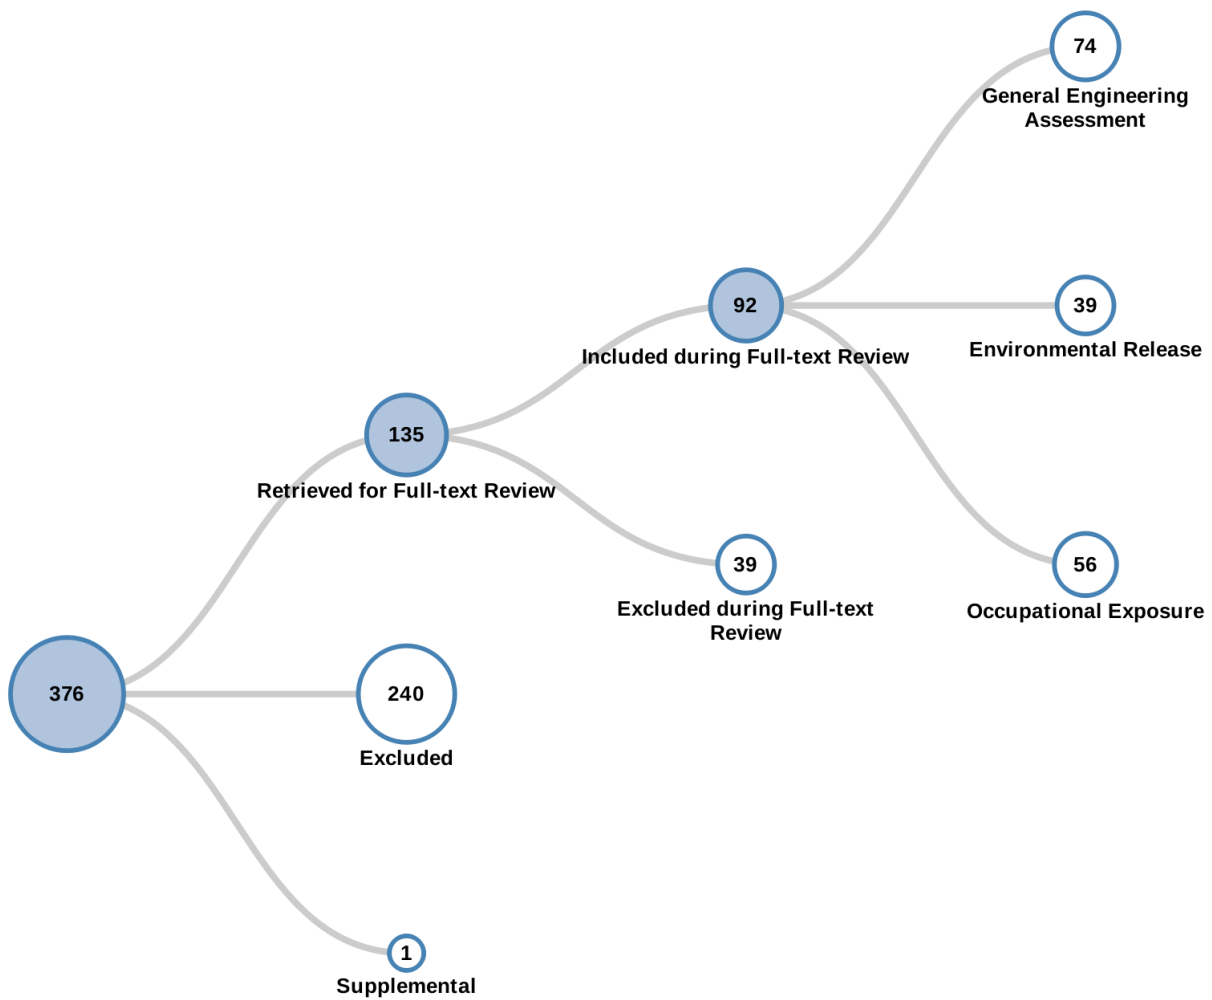 74
General Engineering
Assessment
92
Included during Full-text Review
39
Environmental Release
135
Retrieved for Full-text Review
39
Excluded during Full-text
Review
56
Occupational Exposure
376
240
Excluded
1
Supplemental